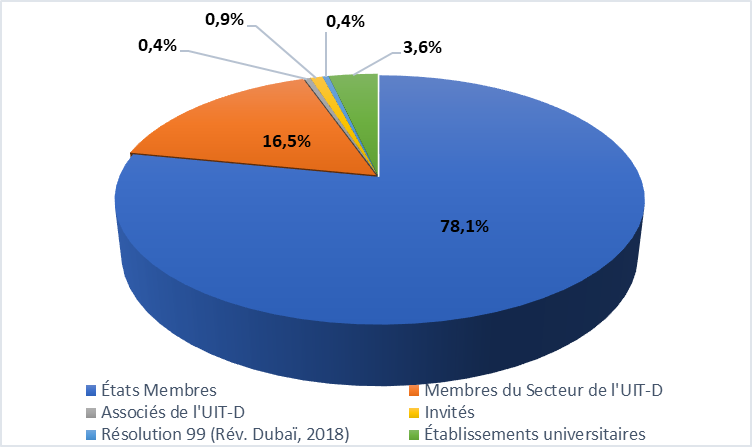 0,9%
0,4%
0,4%
3,6%
16,5%
78,1%
États Membres
Membres du Secteur de l'UIT-D
Associés de l'UIT-D
Invités
Résolution 99 (Rév. Dubaï, 2018)
Établissements universitaires